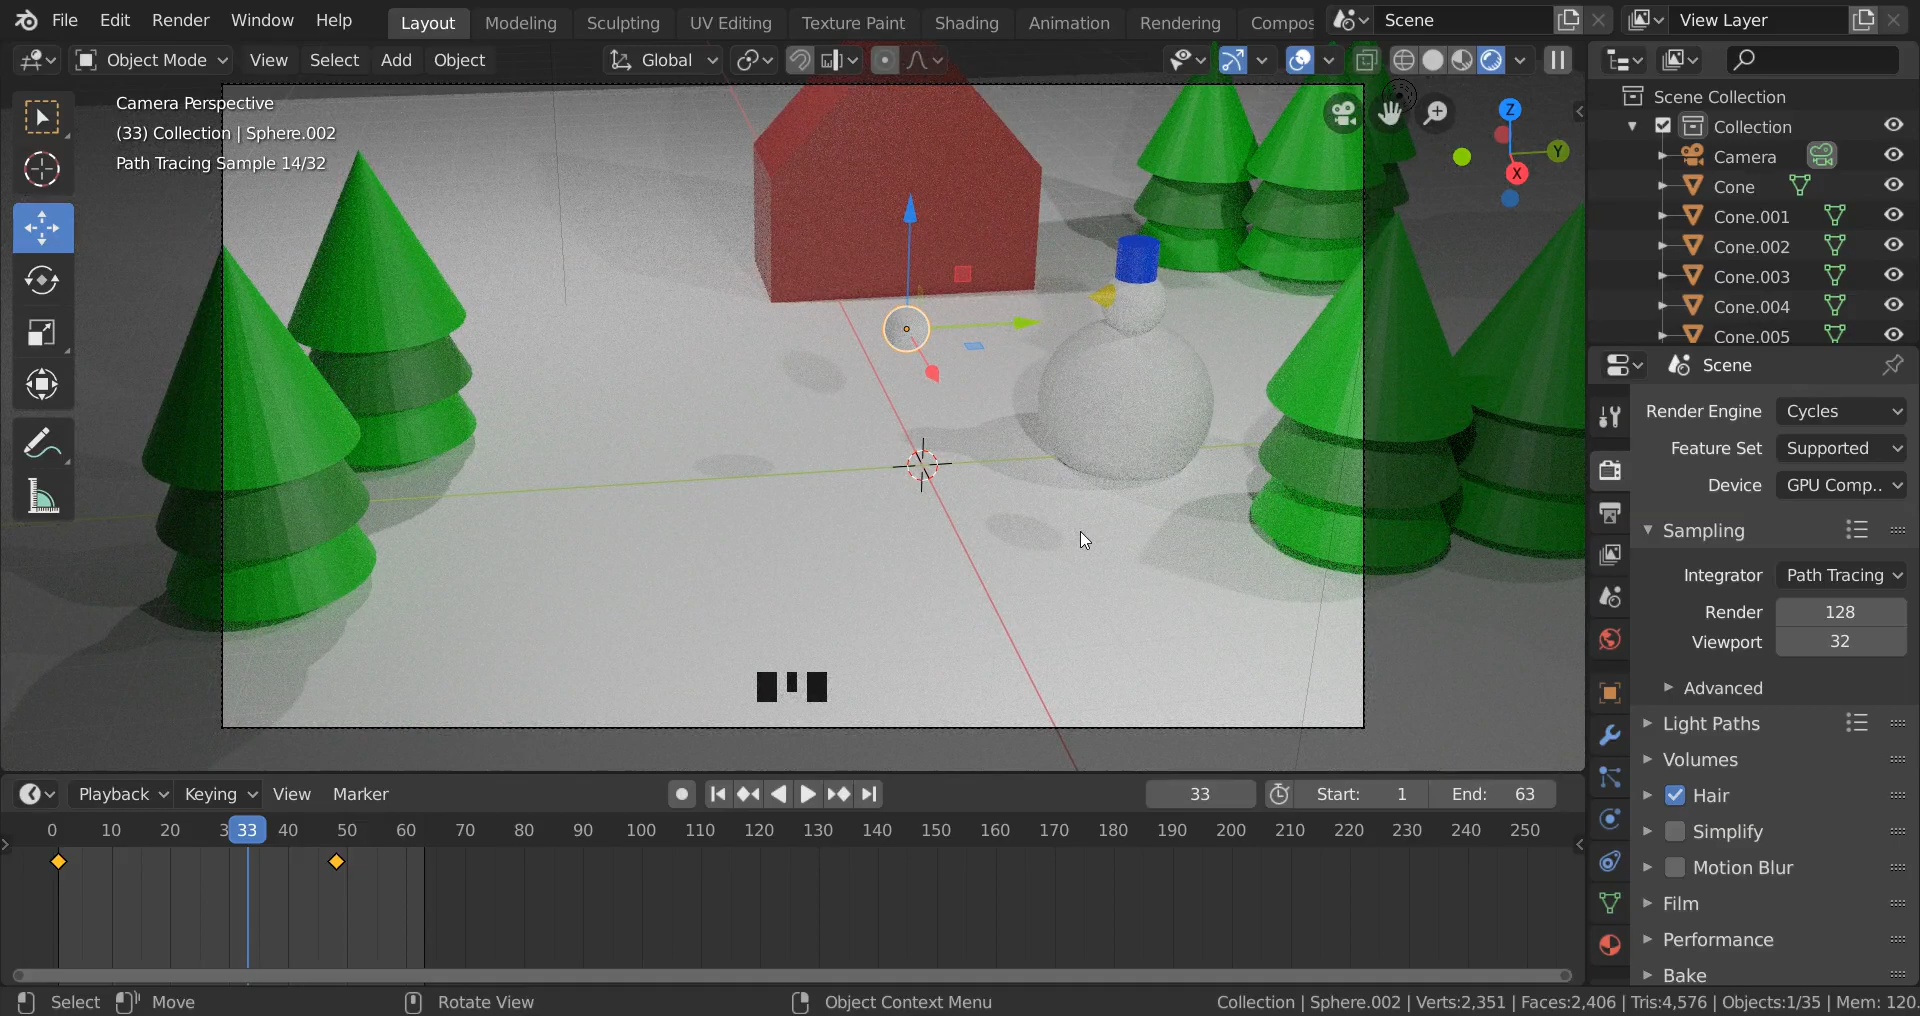 File Edit Render Window Help Layout Modeling Sculpting UV Editing Texture Paint Shading Animation Rendering Compos Scene View Layer
Object Mode View Select Add Object Global
Camera Perspective
(33) Collection | Sphere.002
Path Tracing Sample 14/32
Z
Y
X
Scene Collection
Collection
Camera
Cone
Cone.001
Cone.002
Cone.003
Cone.004
Cone.005
Scene
Render Engine Cycles
Feature Set Supported
Device GPU Comp..
Sampling
Integrator Path Tracing
Render 128
Viewport 32
Advanced
Light Paths
Volumes
Hair
Simplify
Motion Blur
Film
Performance
Bake
Playback Keying View Marker 33 Start: 1 End: 63
0 10 20 3 33 40 50 60 70 80 90 100 110 120 130 140 150 160 170 180 190 200 210 220 230 240 250
Select Move Rotate View Object Context Menu Collection | Sphere.002 | Verts:2,351 | Faces:2,406 | Tris:4,576 | Objects:1/35 | Mem: 120.